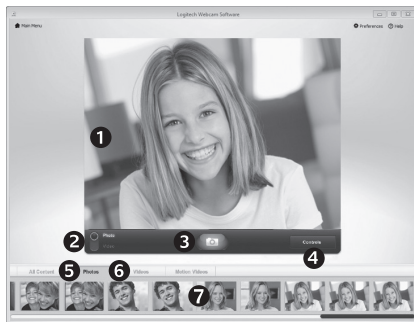 Logitech Webcam Software
Main Menu
Preferences
Help
1
2
Photo
Video
3
Controls
4
All Content
5
Photos
6
Videos
Motion Videos
7